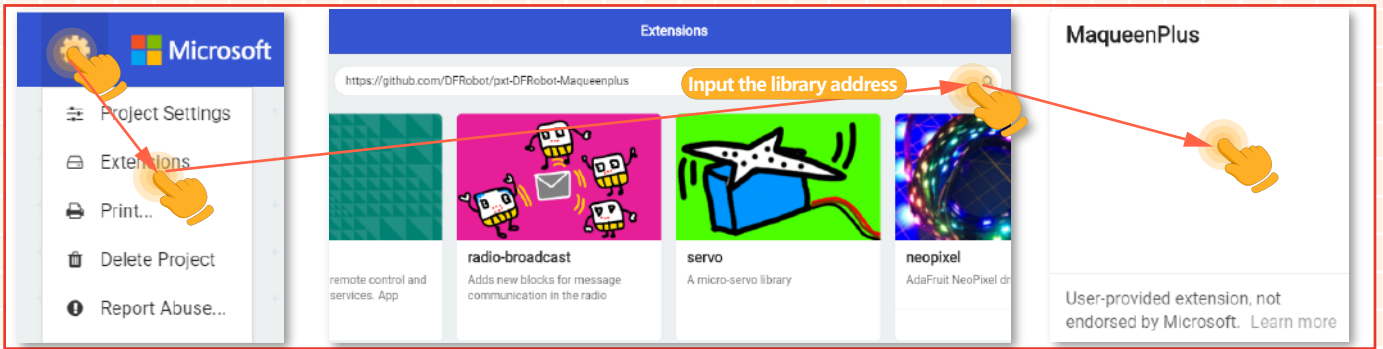 Microsoft
Project Settings
Extensions
Print...
Delete Project
Report Abuse...
Extensions
https://github.com/DFRobot/pxt-DFRobot-Maqueenplus
Input the library address
remote control and
services. App
radio-broadcast
Adds new blocks for message
communication in the radio
servo
A micro-servo library
neopixel
AdaFruit NeoPixel dr
MaqueenPlus
User-provided extension, not
endorsed by Microsoft. Learn more